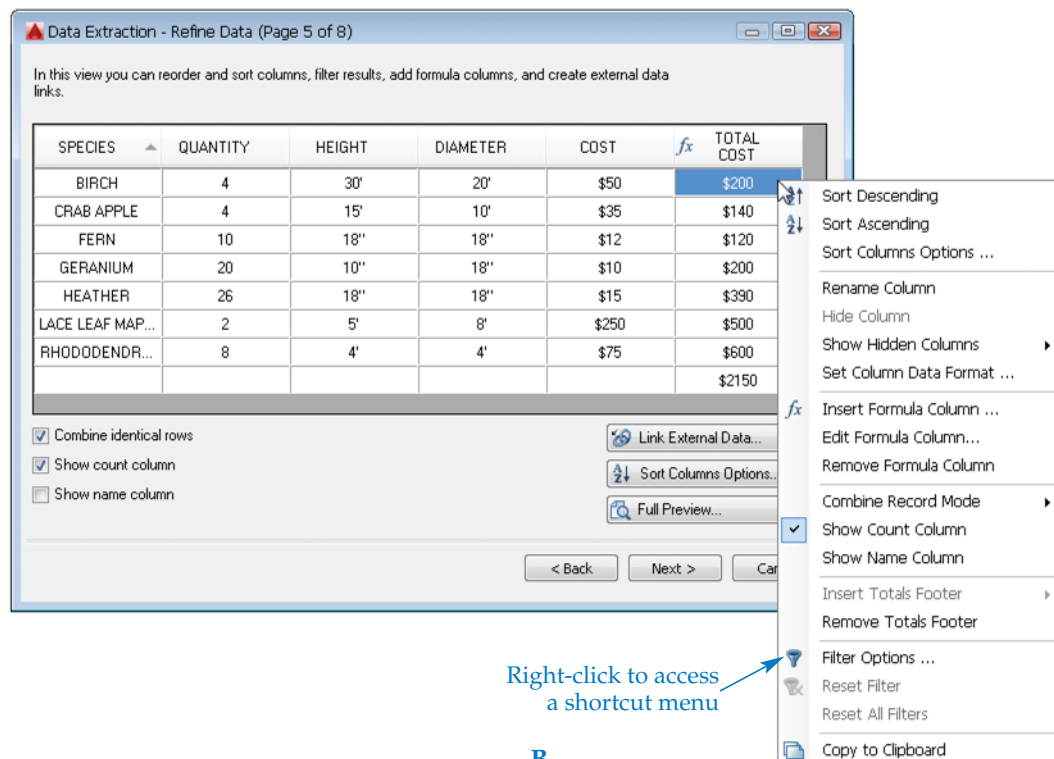 Data Extraction - Refine Data (Page 5 of 8)
In this view you can reorder and sort columns, filter results, add formula columns, and create external data
links.
SPECIES QUANTITY HEIGHT DIAMETER COST fx TOTAL COST
BIRCH 4 30' 20' $50 $200
CRAB APPLE 4 15' 10' $35 $140
FERN 10 18'' 18'' $12 $120
GERANIUM 20 10'' 18'' $10 $200
HEATHER 26 18'' 18'' $15 $390
LACE LEAF MAP... 2 5' 8' $250 $500
RHODODENDR... 8 4' 4' $75 $600
$2150
Combine identical rows
Show count column
Show name column
Link External Data...
Sort Columns Options..
Full Preview...
< Back Next > Car
Sort Descending
Sort Ascending
Sort Columns Options ...
Rename Column
Hide Column
Show Hidden Columns
Set Column Data Format ...
fx Insert Formula Column ...
Edit Formula Column...
Remove Formula Column
Combine Record Mode
Show Count Column
Show Name Column
Insert Totals Footer
Remove Totals Footer
Filter Options ...
Reset Filter
Reset All Filters
Copy to Clipboard
Right-click to access
a shortcut menu
B